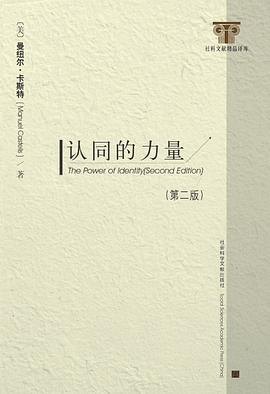 社科文献精品译库
〔美〕曼纽尔·卡斯特〔Manuel Castells〕 著
认同的力量
The Power of Identity(Second Edition)
(第二版)
社会科学文献出版社
Social Sciences Academic Press(China)